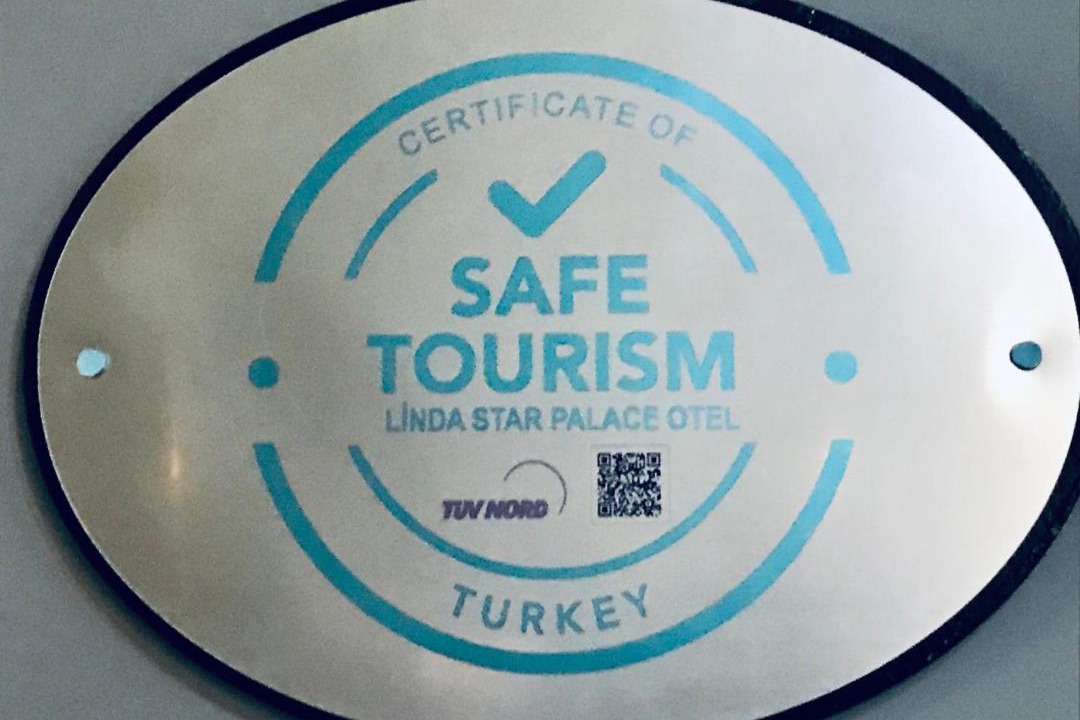 CERTIFICATE OF
SAFE
TOURISM
LİNDA STAR PALACE OTEL
TUV NORD
TURKEY